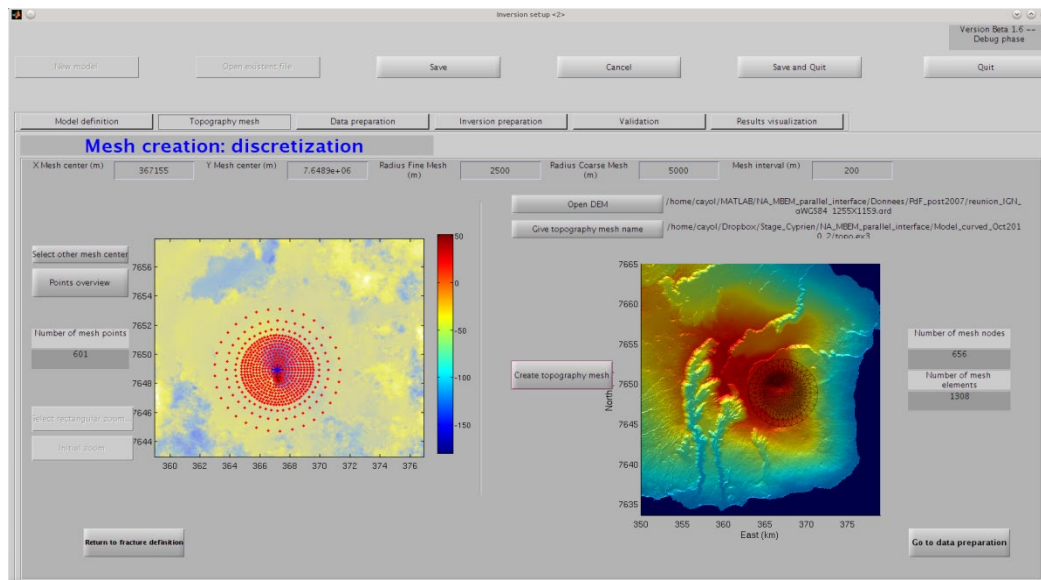 Inversion setup <2>
Version Beta 1.6 --
Debug phase
New model
Open existent file
Save
Cancel
Save and Quit
Quit
Model definition
Topography mesh
Data preparation
Inversion preparation
Validation
Results visualization
Mesh creation: discretization
X Mesh center (m)
367155
Y Mesh center (m)
7.6489e+06
Radius Fine Mesh
(m)
2500
Radius Coarse Mesh
(m)
5000
Mesh interval (m)
200
Open DEM
/home/cayol/MATLAB/NA_MBEM_parallel_interface/Donnees/PdF_post2007/reunion_IGN_
aWGS84_1255X1159.grd
Give topography mesh name
/home/cayol/Dropbox/Stage_Cyprien/NA_MBEM_parallel_interface/Model_curved_Oct201
0_2/topo.ex3
Select other mesh center
Points overview
Number of mesh points
601
Select rectangular zoom...
Initial zoom
7656
7654
7652
7650
7648
7646
7644
360
362
364
366
368
370
372
374
376
50
0
-50
-100
-150
Create topography mesh
7665
7660
7655
7650
7645
7640
7635
North
350
355
360
365
370
375
East (km)
Number of mesh nodes
656
Number of mesh
elements
1308
Return to fracture definition
Go to data preparation